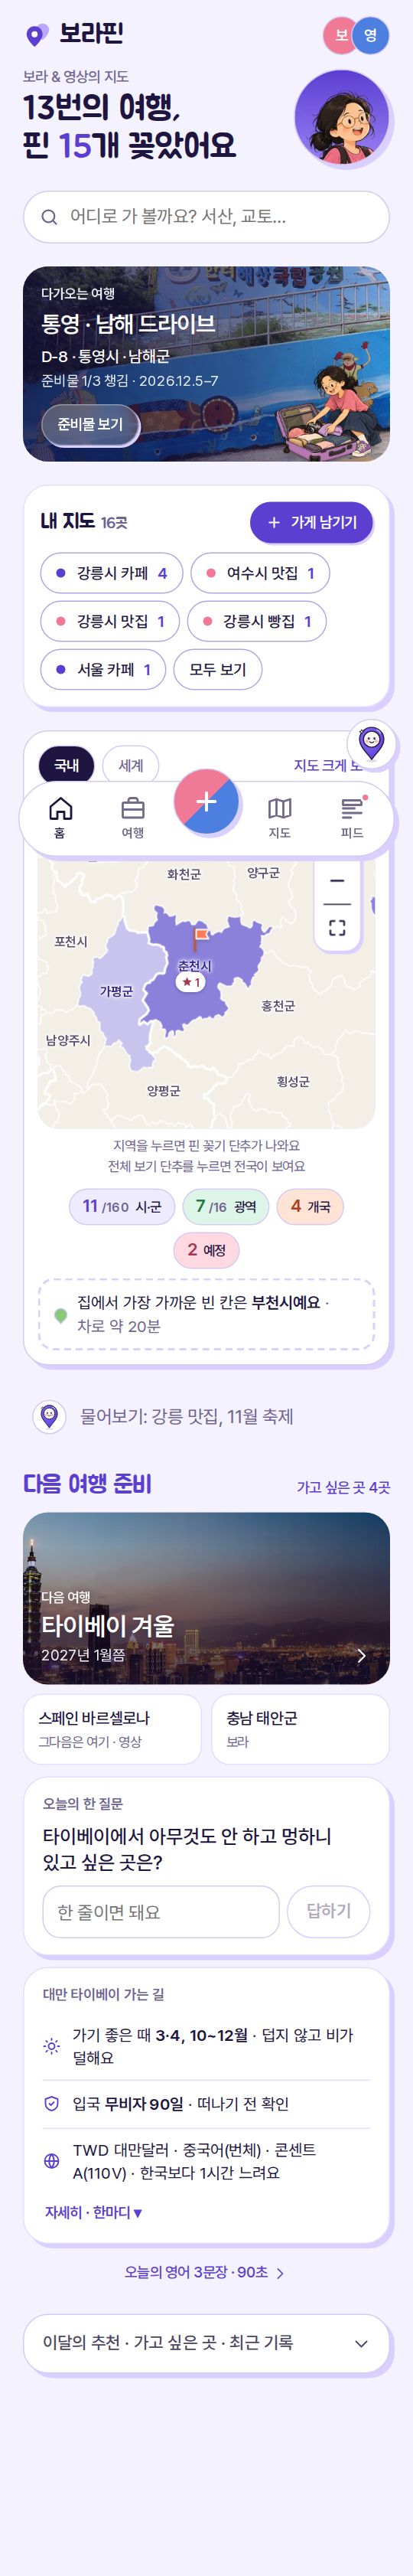 보라핀
보 영
보라 & 영상의 지도
13번의 여행,
핀 15개 꽂았어요
어디로 가 볼까요? 서산, 교토...
다가오는 여행
통영 · 남해 드라이브
D-8 · 통영시 · 남해군
준비물 1/3 챙김 · 2026.12.5–7
준비물 보기
내 지도 16곳
+ 가게 남기기
강릉시 카페 4
여수시 맛집 1
강릉시 맛집 1
강릉시 빵집 1
서울 카페 1
모두 보기
국내
세계
지도 크게
홈
여행
+
지도
피드
화천군
양구군
포천시
춘천시
★ 1
가평군
홍천군
남양주시
횡성군
양평군
지역을 누르면 핀 꽂기 단추가 나와요
전체 보기 단추를 누르면 전국이 보여요
11 /160 시·군
7 /16 광역
4 개국
2 예정
집에서 가장 가까운 빈 칸은 부천시예요 ·
차로 약 20분
물어보기: 강릉 맛집, 11월 축제
다음 여행 준비
가고 싶은 곳 4곳
다음 여행
타이베이 겨울
2027년 1월쯤
스페인 바르셀로나
그다음은 여기 · 영상
충남 태안군
보라
오늘의 한 질문
타이베이에서 아무것도 안 하고 멍하니
있고 싶은 곳은?
한 줄이면 돼요
답하기
대만 타이베이 가는 길
가기 좋은 때 3·4, 10~12월 · 덥지 않고 비가
덜해요
입국 무비자 90일 · 떠나기 전 확인
TWD 대만달러 · 중국어(번체) · 콘센트
A(110V) · 한국보다 1시간 느려요
자세히 · 한마디 ▾
오늘의 영어 3문장 · 90초
이달의 추천 · 가고 싶은 곳 · 최근 기록